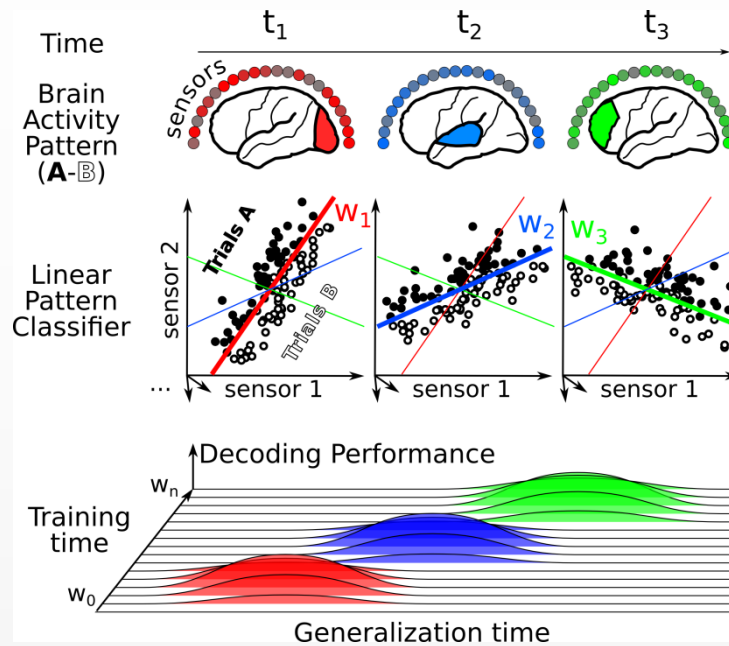 Time
t1
t2
t3
sensors
Brain
Activity
Pattern
(A-B)
Linear
Pattern
Classifier
sensor 2
Trials A
w1
Trials B
w2
w3
...
sensor 1
sensor 1
sensor 1
Decoding Performance
wn
Training
time
w0
Generalization time